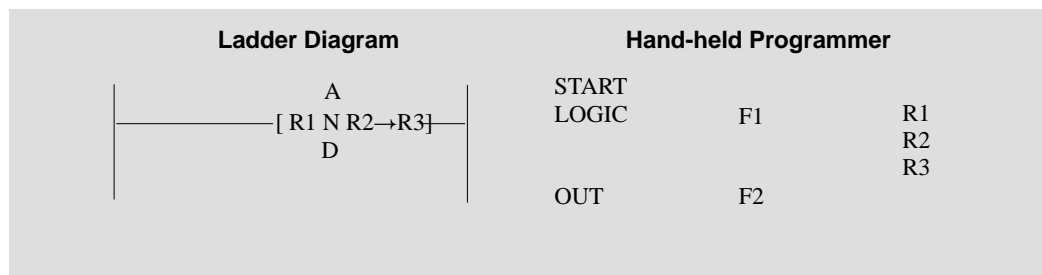 Ladder Diagram
A
[ R1 N R2→R3]
D
Hand-held Programmer
START
LOGIC F1 R1
R2
R3
OUT F2